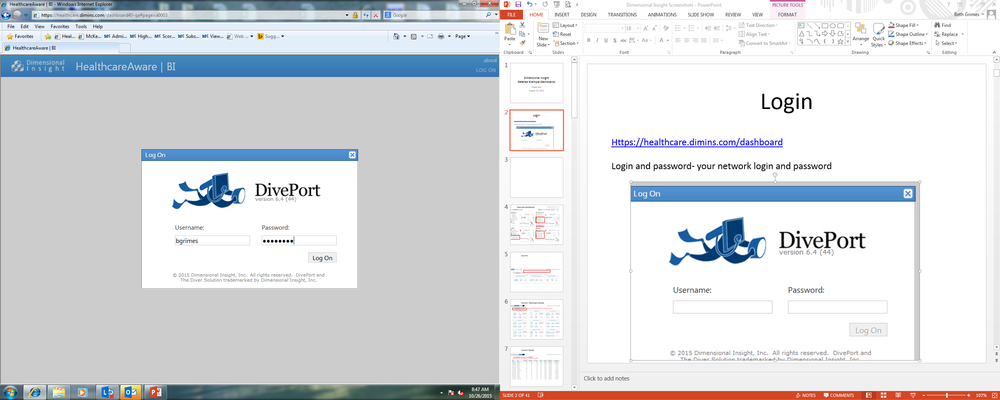 HealthcareAware | BI - Windows Internet Explorer
https://healthcare.dimins.com/dashboard40-qa#page=a0003
Google
File Edit View Favorites Tools Help
Favorites Heal... McKe... Admi... High... Scor... Subs... View... Web ... Sugg... Page
HealthcareAware | BI
Dimensional
Insight
HealthcareAware | BI
about
LOG ON
Log On
DivePort
version 6.4 (44)
Username: Password:
bgrimes
Log On
© 2015 Dimensional Insight, Inc. All rights reserved. DivePort and
The Diver Solution trademarked by Dimensional Insight, Inc.
8:47 AM
10/26/2015
Dimensional Insight Screenshots - PowerPoint
PICTURE TOOLS
FILE HOME INSERT DESIGN TRANSITIONS ANIMATIONS SLIDE SHOW REVIEW VIEW FORMAT
Beth Grimes
Paste
Clipboard
New
Slide
Layout
Reset
Section
Slides
18
B I U S abc AV Aa A
Font
Text Direction
Align Text
Convert to SmartArt
Paragraph
Arrange
Quick
Styles
Shape Fill
Shape Outline
Shape Effects
Drawing
Find
Replace
Select
Editing
1
Dimensional Insight
Detailed Example Dashboards
Phase One
August 25, 2015
2
Login
DivePort
3
4
Executive Dashboard
5
Current
6
Current- Yesterdays Activity
7
Current- Month
Login
Https://healthcare.dimins.com/dashboard
Login and password- your network login and password
Log On
DivePort
version 6.4 (44)
Username: Password:
Log On
© 2015 Dimensional Insight, Inc. All rights reserved. DivePort and
The Diver Solution trademarked by Dimensional Insight, Inc.
Click to add notes
SLIDE 2 OF 41
NOTES COMMENTS 107%